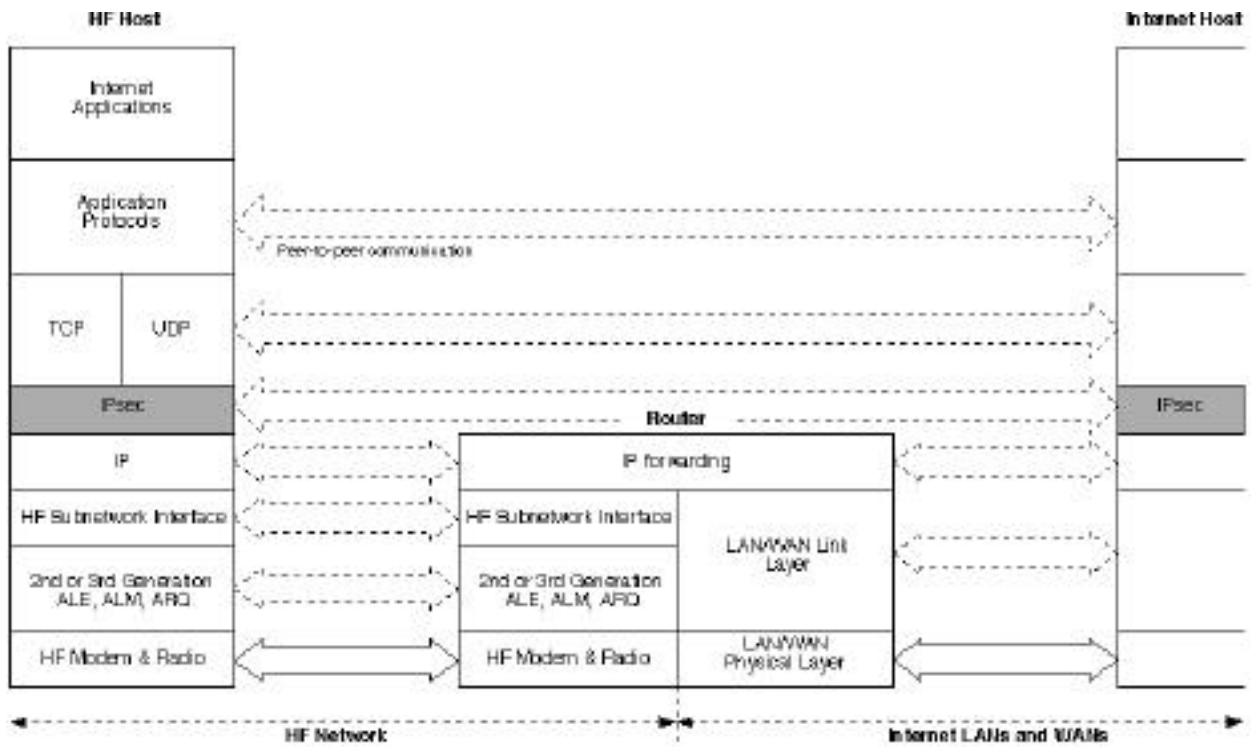 HF Host
Internet Host
Internet
Applications
Application
Protocols
Peer-to-peer communication
TCP
UDP
IPsec
IPsec
Router
IP
IP forwarding
HF Subnetwork Interface
HF Subnetwork Interface
LAN/WAN Link
Layer
2nd or 3rd Generation
ALE, ALM, ARQ
2nd or 3rd Generation
ALE, ALM, ARQ
HF Modem & Radio
HF Modem & Radio
LAN/WAN
Physical Layer
HF Network
Internet LANs and WANs